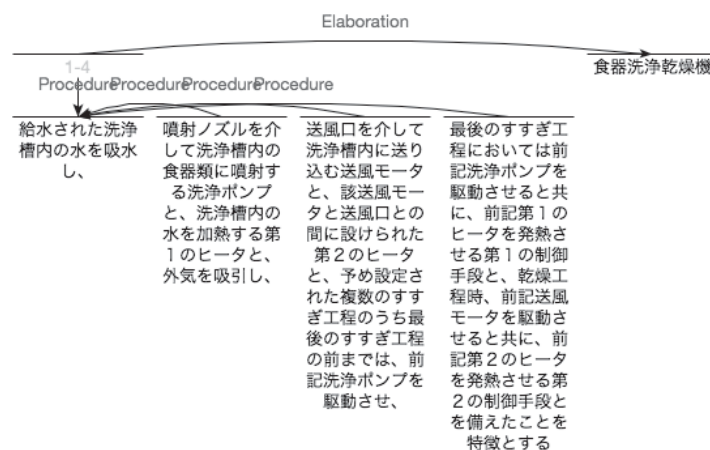 Elaboration
1-4
食器洗浄乾燥機
Procedure Procedure Procedure Procedure
給水された洗浄
槽内の水を吸水
し、
噴射ノズルを介
して洗浄槽内の
食器類に噴射す
る洗浄ポンプ
と、洗浄槽内の
水を加熱する第
1のヒータと、
外気を吸引し、
送風口を介して
洗浄槽内に送り
込む送風モータ
と、該送風モー
タと送風口との
間に設けられた
第2のヒータ
と、予め設定さ
れた複数のすす
ぎ工程のうち最
後のすすぎ工程
の前までは、前
記洗浄ポンプを
駆動させ、
最後のすすぎ工
程においては前
記洗浄ポンプを
駆動させると共
に、前記第1の
ヒータを発熱さ
せる第1の制御
手段と、乾燥工
程時、前記送風
モータを駆動さ
せると共に、前
記第2のヒータ
を発熱させる第
2の制御手段と
を備えたことを
特徴とする